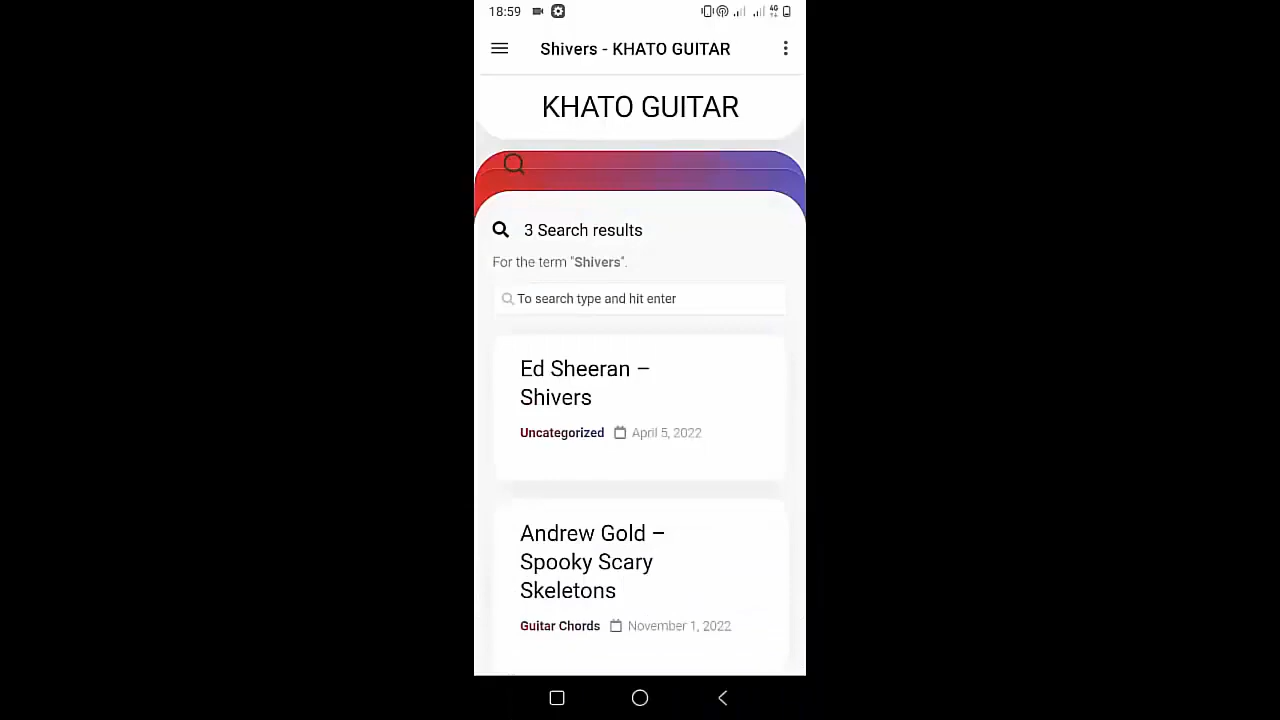 18:59
4G
Shivers - KHATO GUITAR
KHATO GUITAR
3 Search results
For the term "Shivers".
To search type and hit enter
Ed Sheeran –
Shivers
Uncategorized April 5, 2022
Andrew Gold –
Spooky Scary
Skeletons
Guitar Chords November 1, 2022